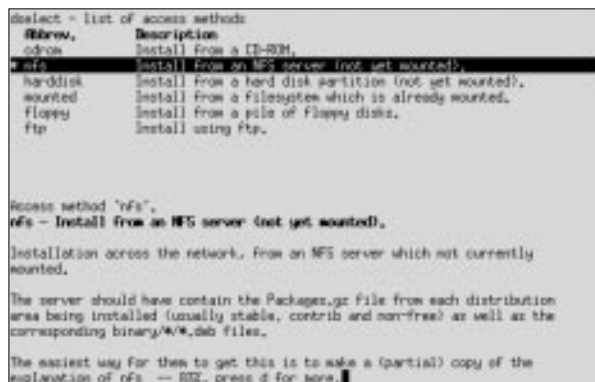 dselect - list of access methods
Abbrev. Description
cdrom Install from a CD-ROM.
* nfs Install from an NFS server (not yet mounted).
harddisk Install from a hard disk partition (not yet mounted).
mounted Install from a filesystem which is already mounted.
floppy Install from a pile of floppy disks.
ftp Install using ftp.
Access method `nfs'.
nfs - Install from an NFS server (not yet mounted).
Installation across the network, from an NFS server which not currently
mounted.
The server should have contain the Packages.gz file from each distribution
area being installed (usually stable, contrib and non-free) as well as the
corresponding binary/*/*.deb files.
The easiest way for them to get this is to make a (partial) copy of the
explanation of nfs -- 82%, press d for more.